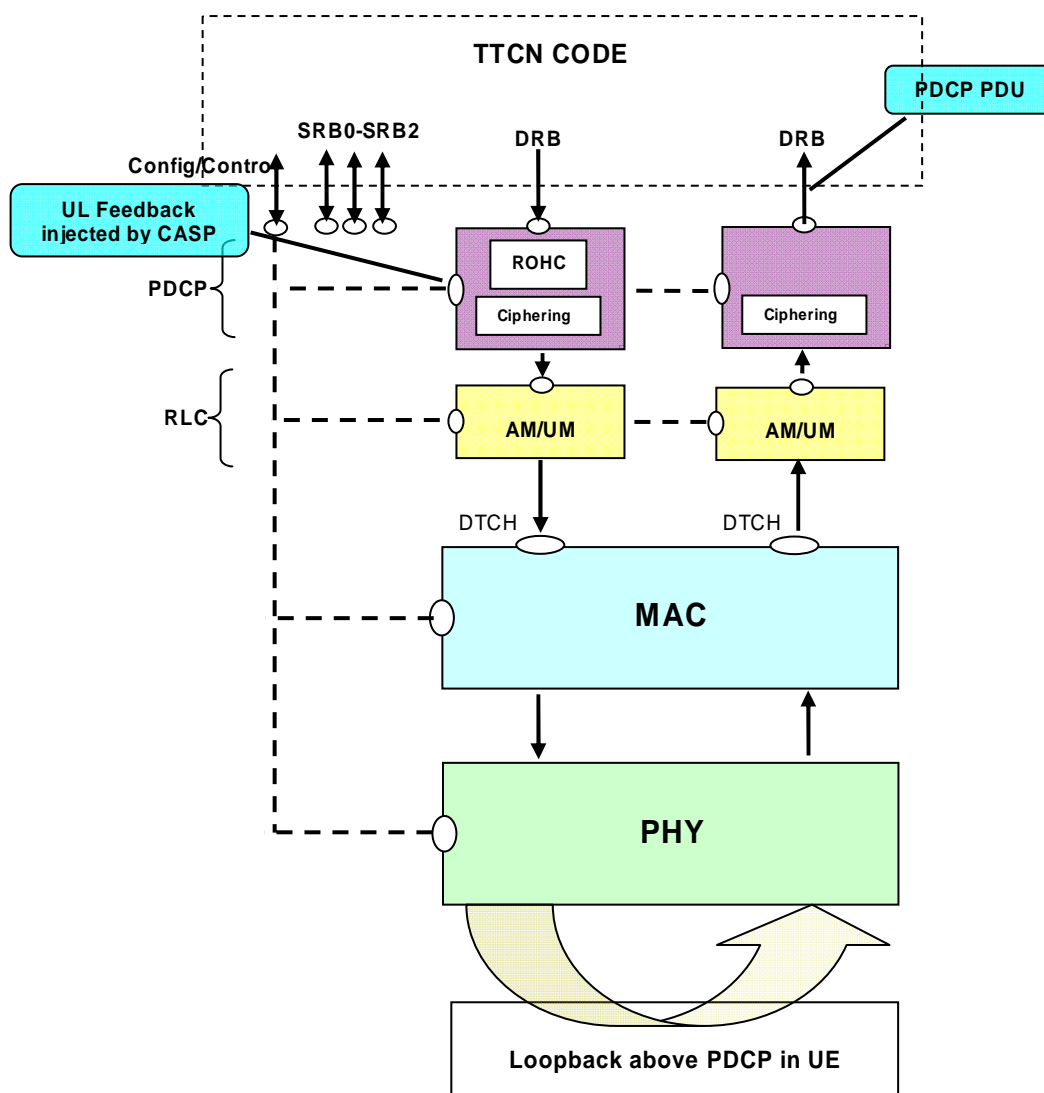 TTCN CODE
PDCP PDU
SRB0-SRB2
DRB
DRB
Config/Contro
UL Feedback
injected by CASP
ROHC
PDCP
Ciphering
Ciphering
RLC
AM/UM
AM/UM
DTCH
DTCH
MAC
PHY
Loopback above PDCP in UE